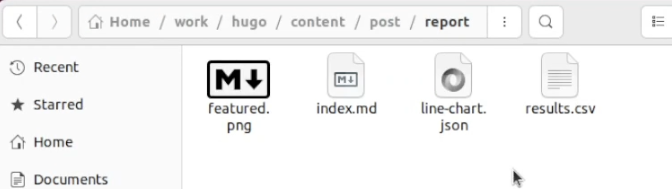 Home / work / hugo / content / post / report
Recent
Starred
Home
Documents
M
featured.
png
M
index.md
line-chart.
json
results.csv